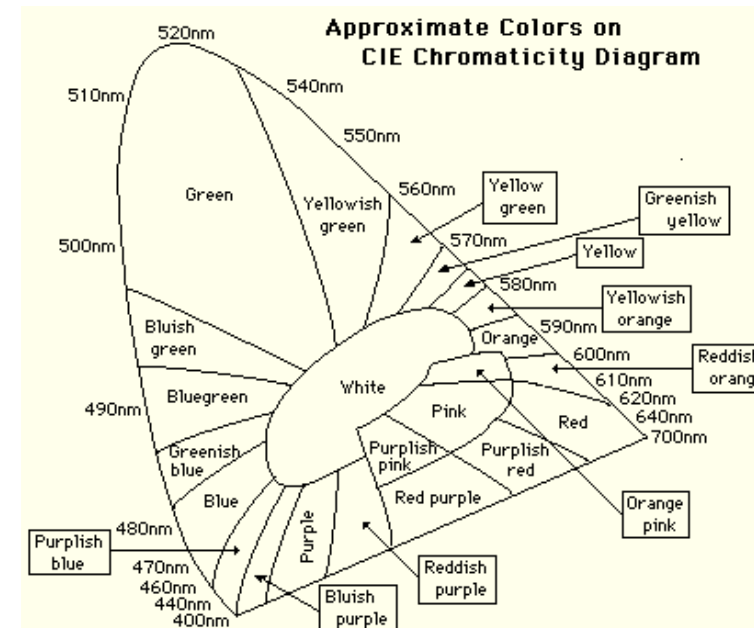 Approximate Colors on
CIE Chromaticity Diagram
520nm
510nm
540nm
550nm
560nm
Yellow
green
Green
Yellowish
green
Greenish
yellow
570nm
500nm
Yellow
580nm
Yellowish
orange
Bluish
green
590nm
Orange
600nm
Reddish
orang
White
610nm
Bluegreen
620nm
490nm
Pink
640nm
Red
700nm
Greenish
blue
Purplish
pink
Purplish
red
Blue
Red purple
Orange
pink
480nm
Purplish
blue
Purple
470nm
Reddish
purple
460nm
Bluish
purple
440nm
400nm